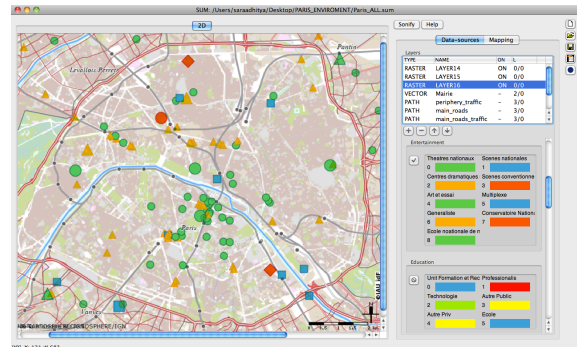 SUM: /Users/saraadhitya/Desktop/PARIS_ENVIROMENT/Paris_ALL.sum
2D
Sonify Help
Data-sources Mapping
Layers
TYPE NAME ON L
RASTER LAYER14 ON 0/0
RASTER LAYER15 ON 0/0
RASTER LAYER16 ON 0/0
VECTOR Mairie - 2/0
PATH periphery_traffic - 3/0
PATH main_roads - 3/0
PATH main_roads_traffic - 3/0
Entertainment
Theatres nationaux Scenes nationales
0 1
Centres dramatiques Scenes conventionne
2 3
Art et essai Multiplexe
4 5
Generaliste Conservatoire Nation
6 7
Ecole noationale de n
8
Education
Unit Formation et Rec Professionalis
0 1
Technologie Autre Public
2 3
Autre Priv Ecole
4 5
Pantin
Levallois Perret
Paris
Vanves
©IAU IdF